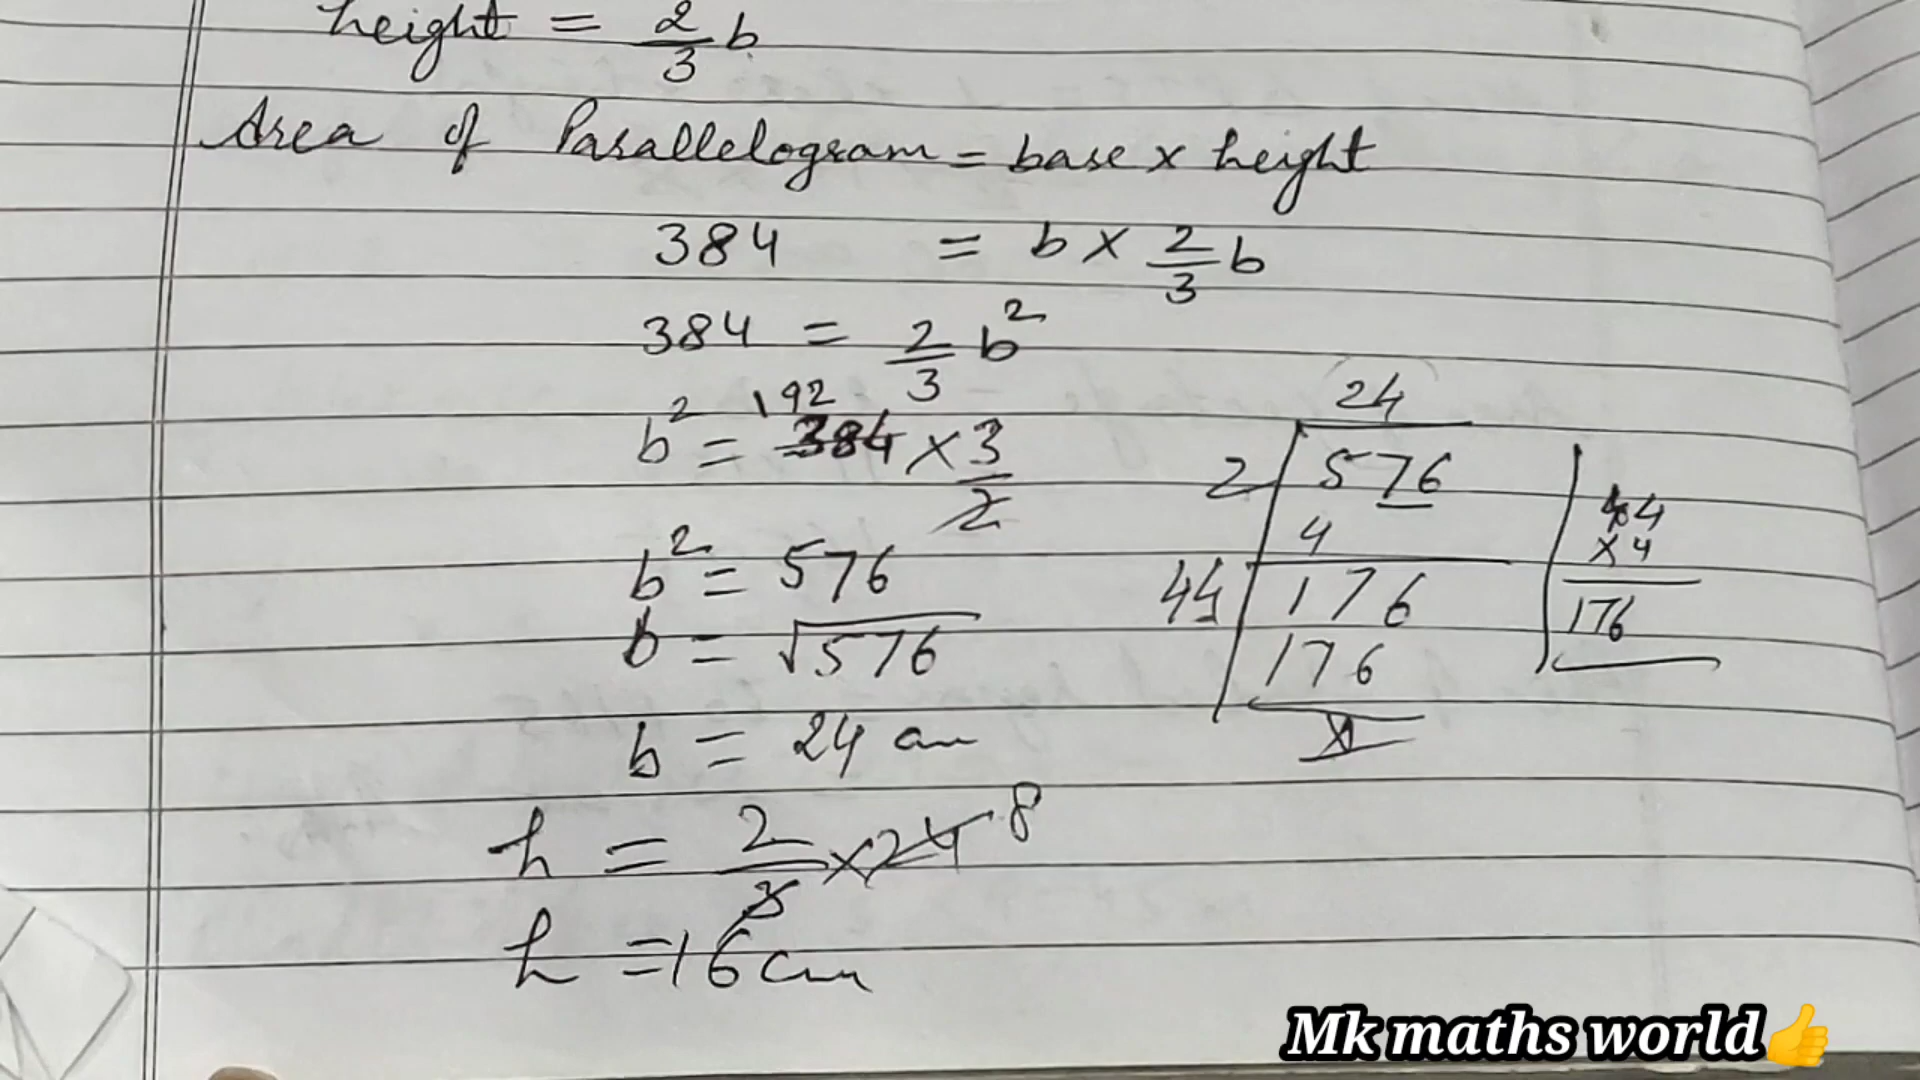 height = 2/3 b
Area of Parallelogram = base x height
384 = b x 2/3 b
384 = 2/3 b²
192
b² = 384 x 3/2
b² = 576
b = √576
b = 24 cm
h = 2/3 x 24 8
h = 16 cm
24
2 576
4
44 176
176
44
x 4
176
Mk maths world👍